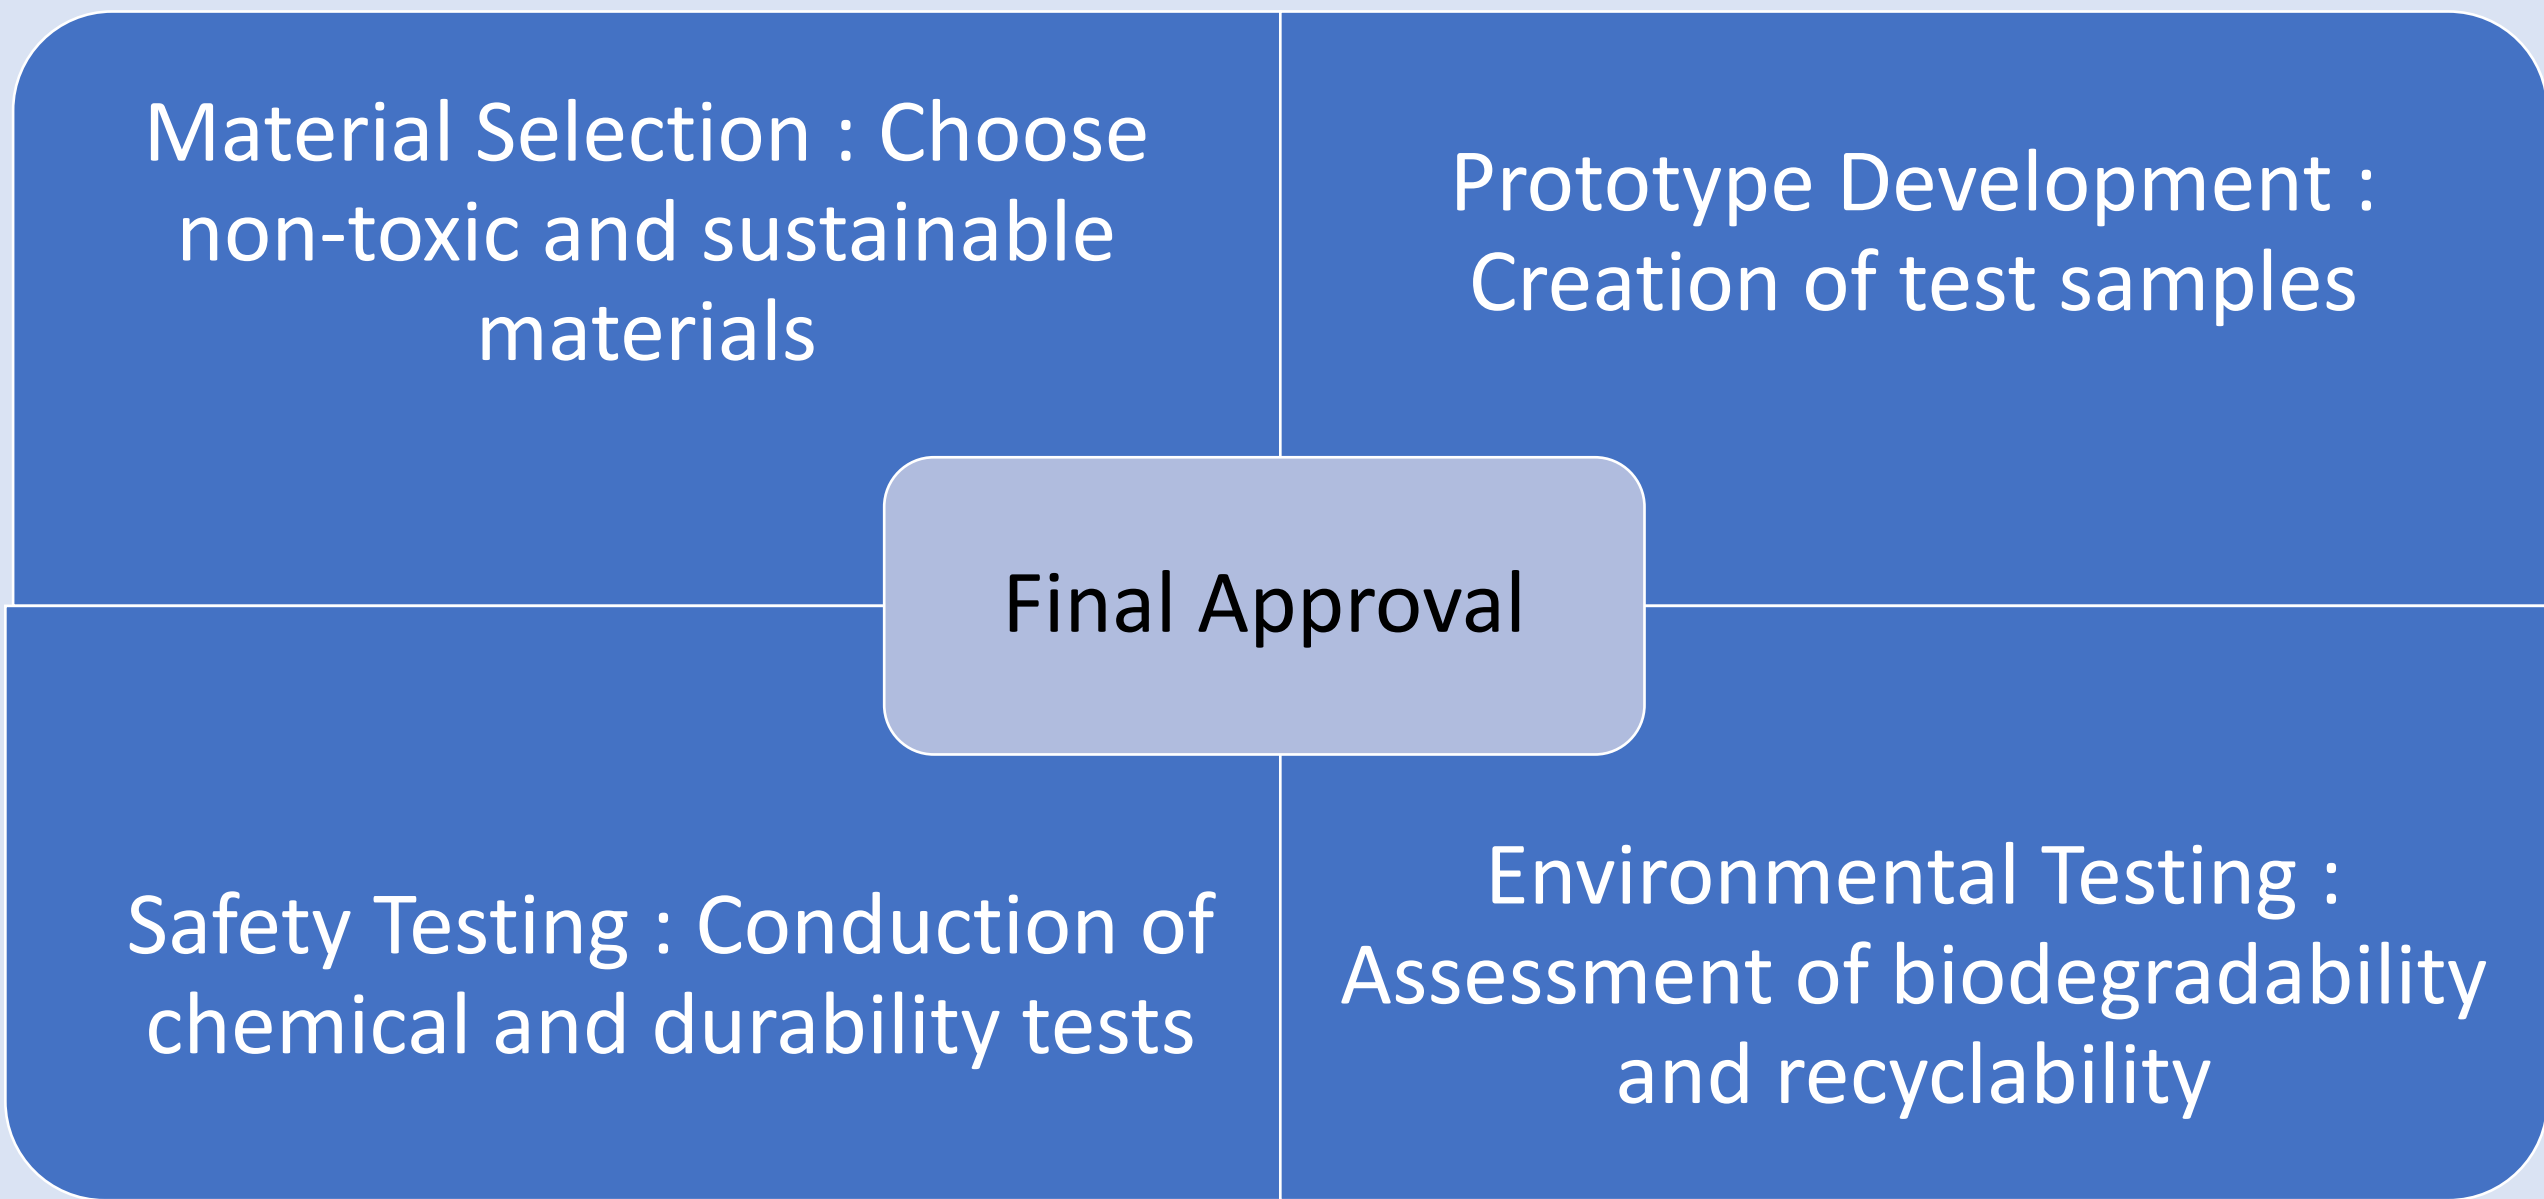 Material Selection : Choose
non-toxic and sustainable
materials
Prototype Development :
Creation of test samples
Final Approval
Safety Testing : Conduction of
chemical and durability tests
Environmental Testing :
Assessment of biodegradability
and recyclability